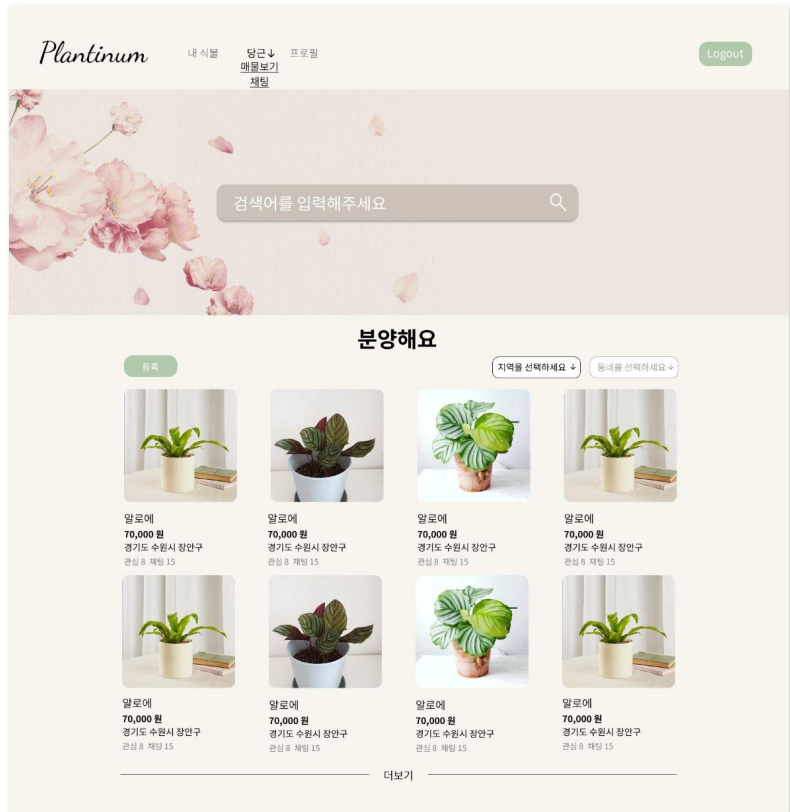 Plantinum
내 식물 당근↓ 프로필
매물보기
채팅
Logout
검색어를 입력해주세요
분양해요
등록
지역을 선택하세요 ↓ 동네를 선택하세요↓
알로에 알로에 알로에 알로에
70,000 원 70,000 원 70,000 원 70,000 원
경기도 수원시 장안구 경기도 수원시 장안구 경기도 수원시 장안구 경기도 수원시 장안구
관심 8 채팅 15 관심 8 채팅 15 관심 8 채팅 15 관심 8 채팅 15
알로에 알로에 알로에 알로에
70,000 원 70,000 원 70,000 원 70,000 원
경기도 수원시 장안구 경기도 수원시 장안구 경기도 수원시 장안구 경기도 수원시 장안구
관심 8 채팅 15 관심 8 채팅 15 관심 8 채팅 15 관심 8 채팅 15
더보기